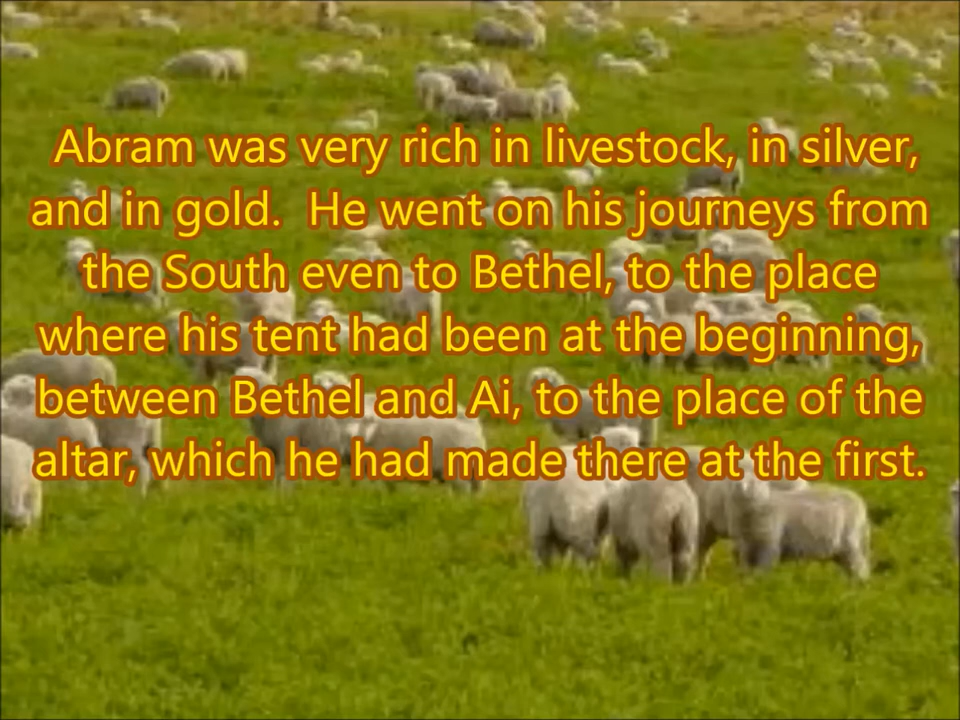 Abram was very rich in livestock, in silver,
and in gold.  He went on his journeys from
the South even to Bethel, to the place
where his tent had been at the beginning,
between Bethel and Ai, to the place of the
altar, which he had made there at the first.